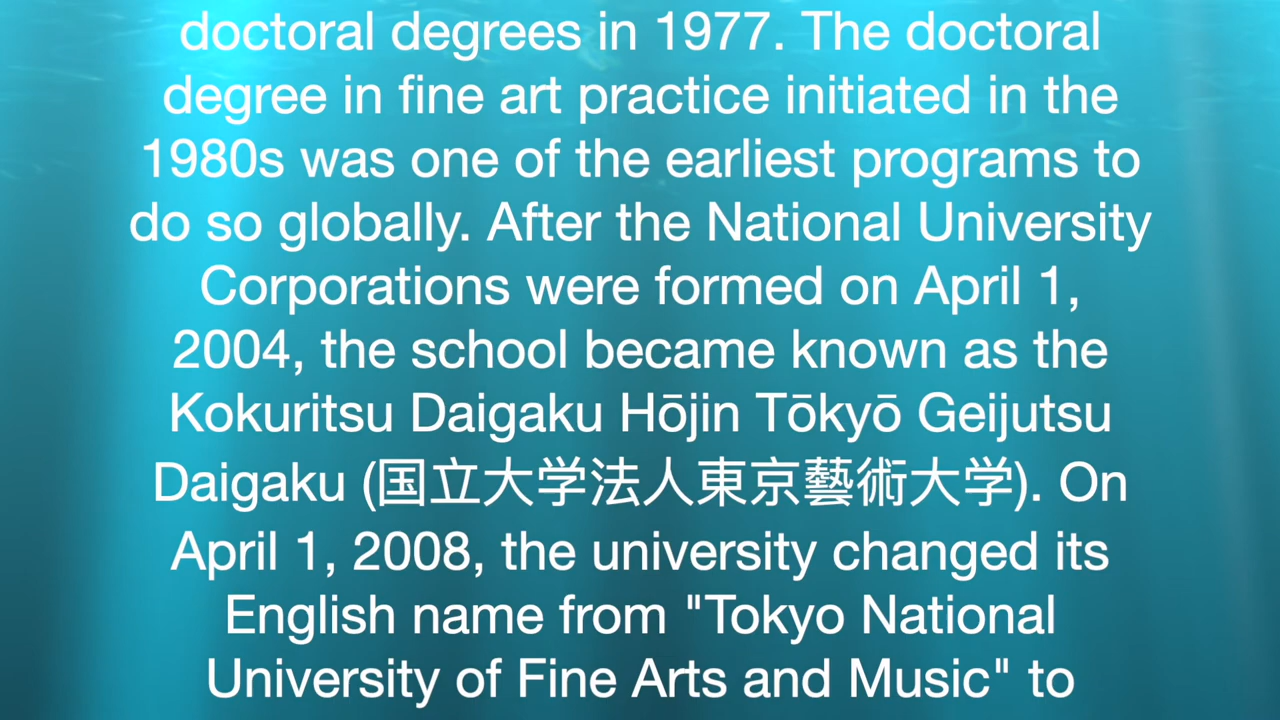 doctoral degrees in 1977. The doctoral
degree in fine art practice initiated in the
1980s was one of the earliest programs to
do so globally. After the National University
Corporations were formed on April 1,
2004, the school became known as the
Kokuritsu Daigaku Hōjin Tōkyō Geijutsu
Daigaku (国立大学法人東京藝術大学). On
April 1, 2008, the university changed its
English name from "Tokyo National
University of Fine Arts and Music" to